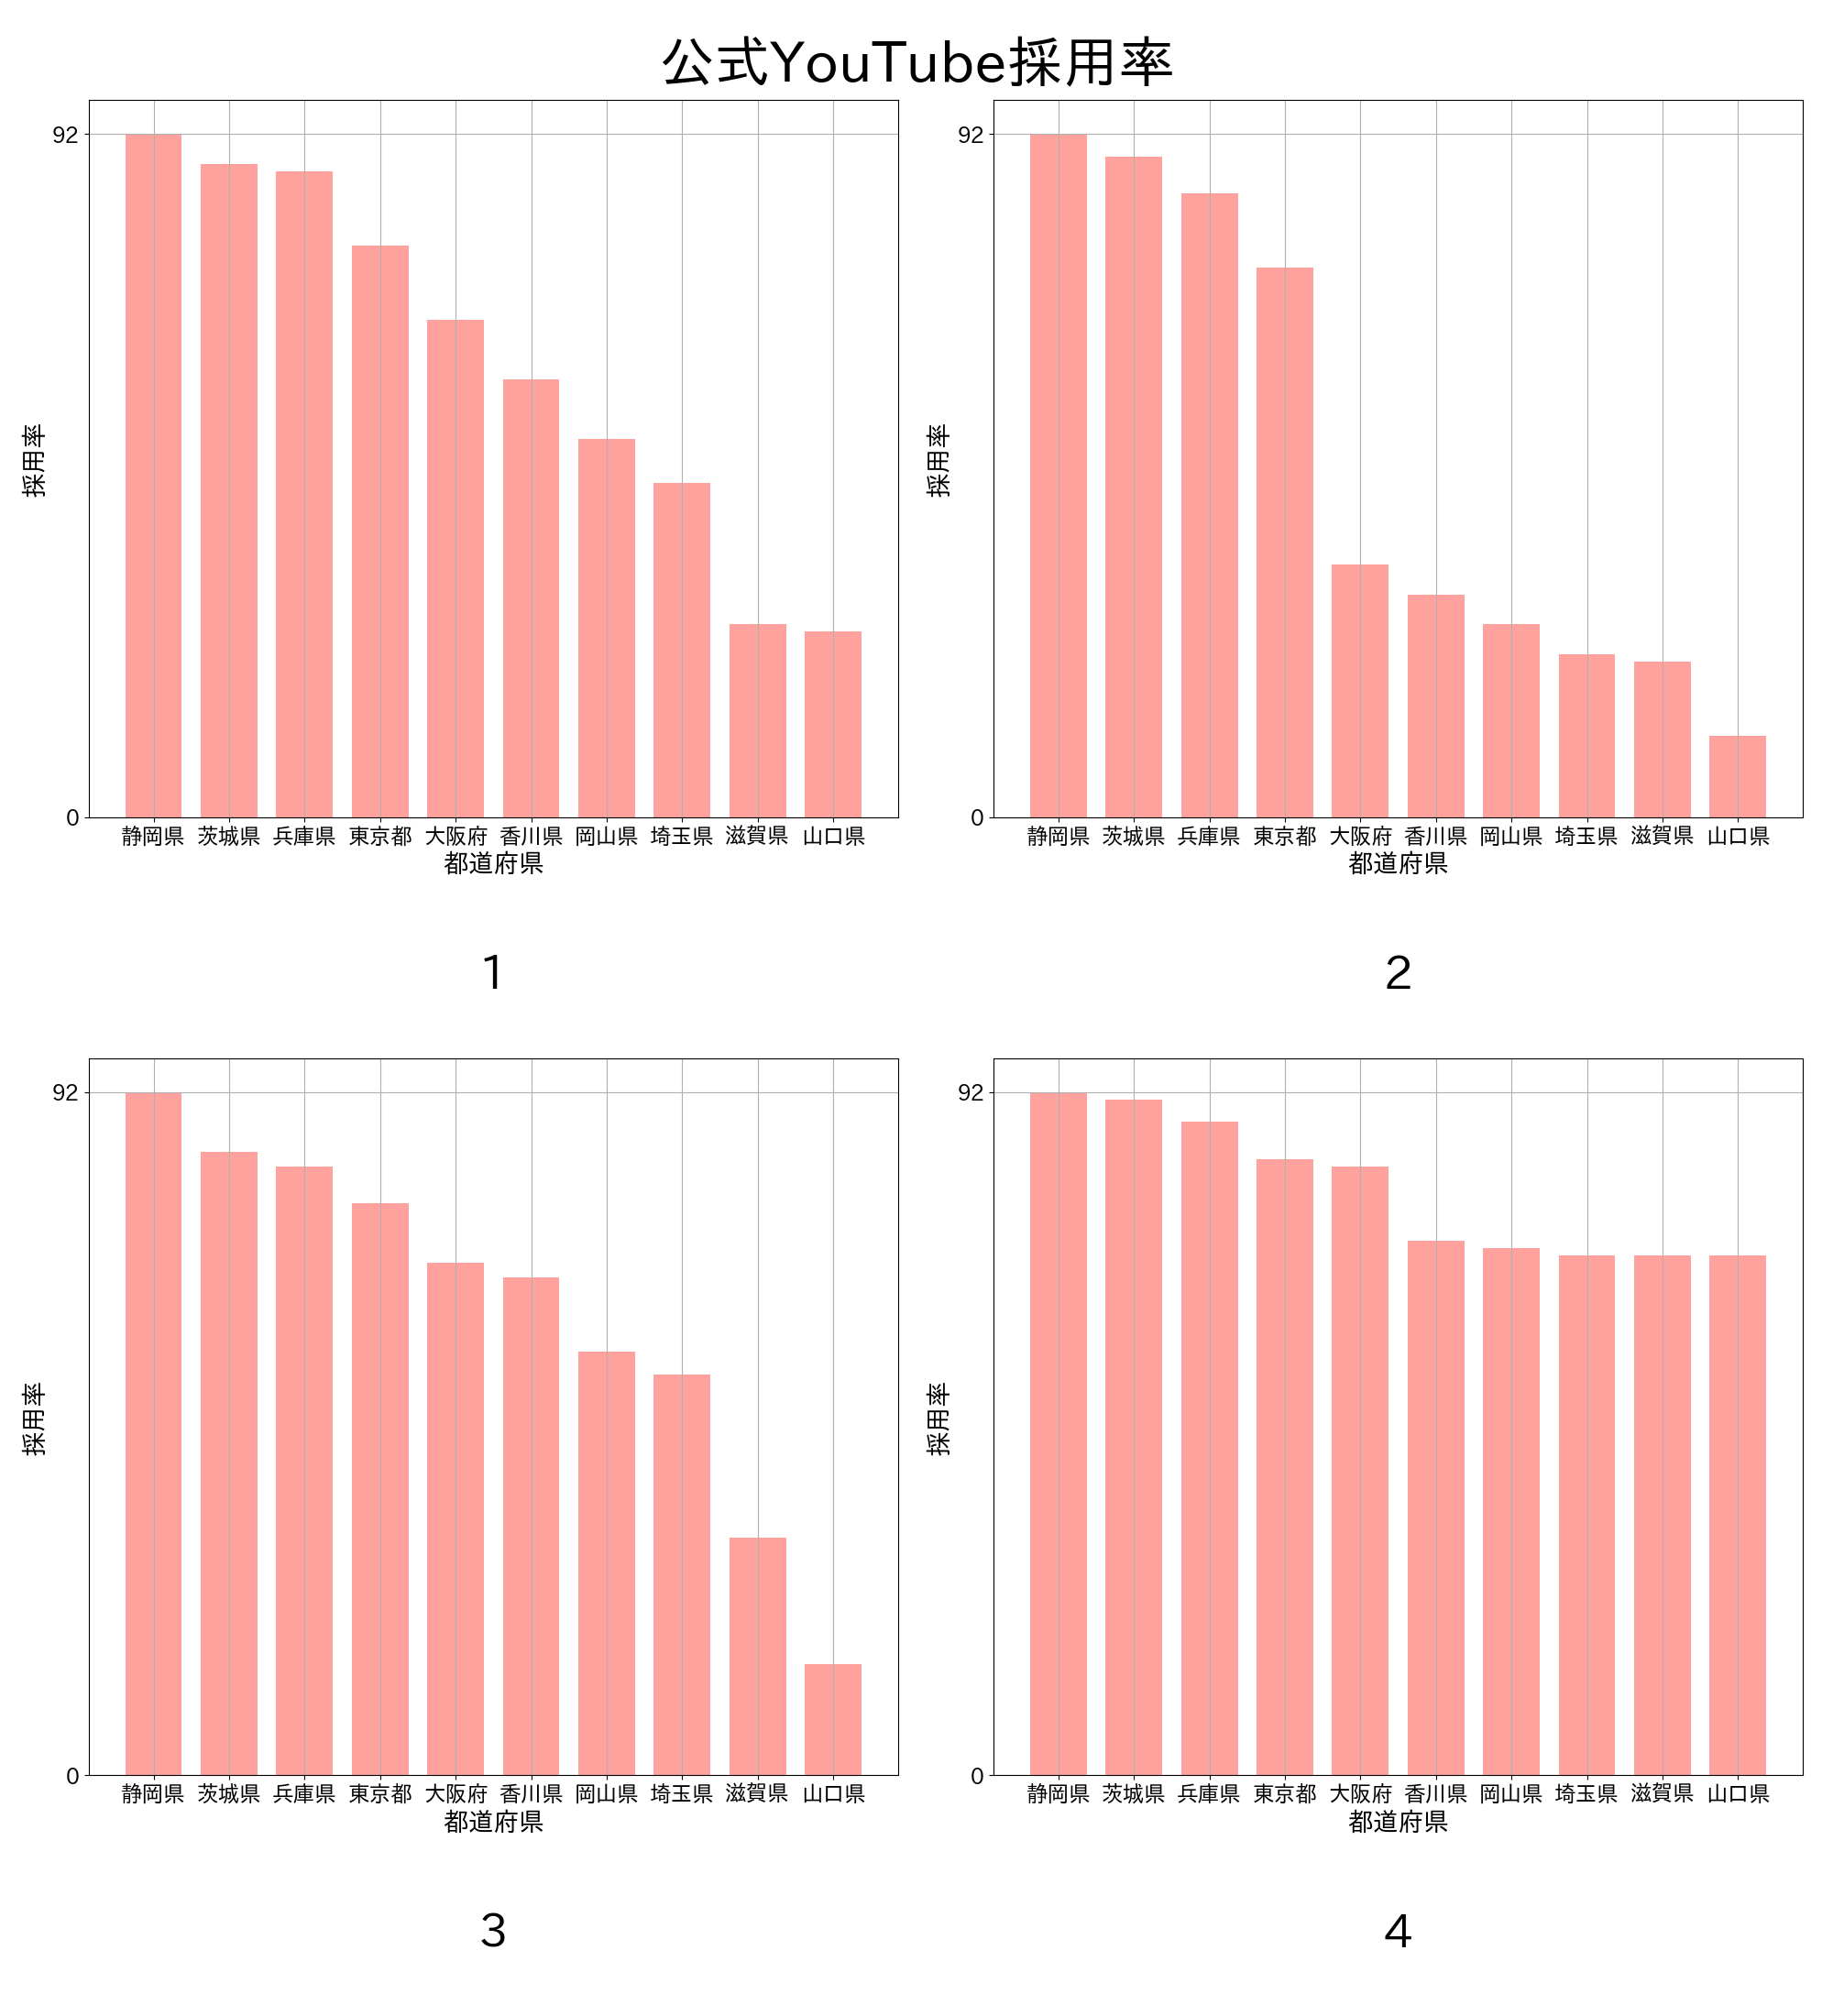 公式YouTube採用率
92
採用率
0
静岡県 茨城県 兵庫県 東京都 大阪府 香川県 岡山県 埼玉県 滋賀県 山口県
都道府県
1
92
採用率
0
静岡県 茨城県 兵庫県 東京都 大阪府 香川県 岡山県 埼玉県 滋賀県 山口県
都道府県
2
92
採用率
0
静岡県 茨城県 兵庫県 東京都 大阪府 香川県 岡山県 埼玉県 滋賀県 山口県
都道府県
3
92
採用率
0
静岡県 茨城県 兵庫県 東京都 大阪府 香川県 岡山県 埼玉県 滋賀県 山口県
都道府県
4